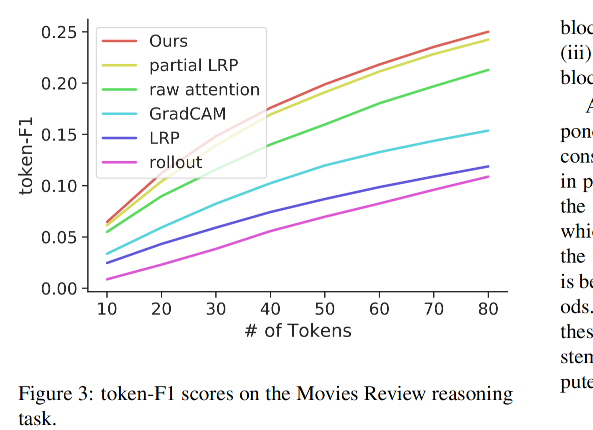 0.25
0.20
0.15
0.10
0.05
0.00
token-F1
Ours
partial LRP
raw attention
GradCAM
LRP
rollout
10 20 30 40 50 60 70 80
# of Tokens
Figure 3: token-F1 scores on the Movies Review reasoning
task.
bloc
(iii)
bloc
A
pone
cons
in p
the
whic
the
is be
ods.
thes
stem
pute